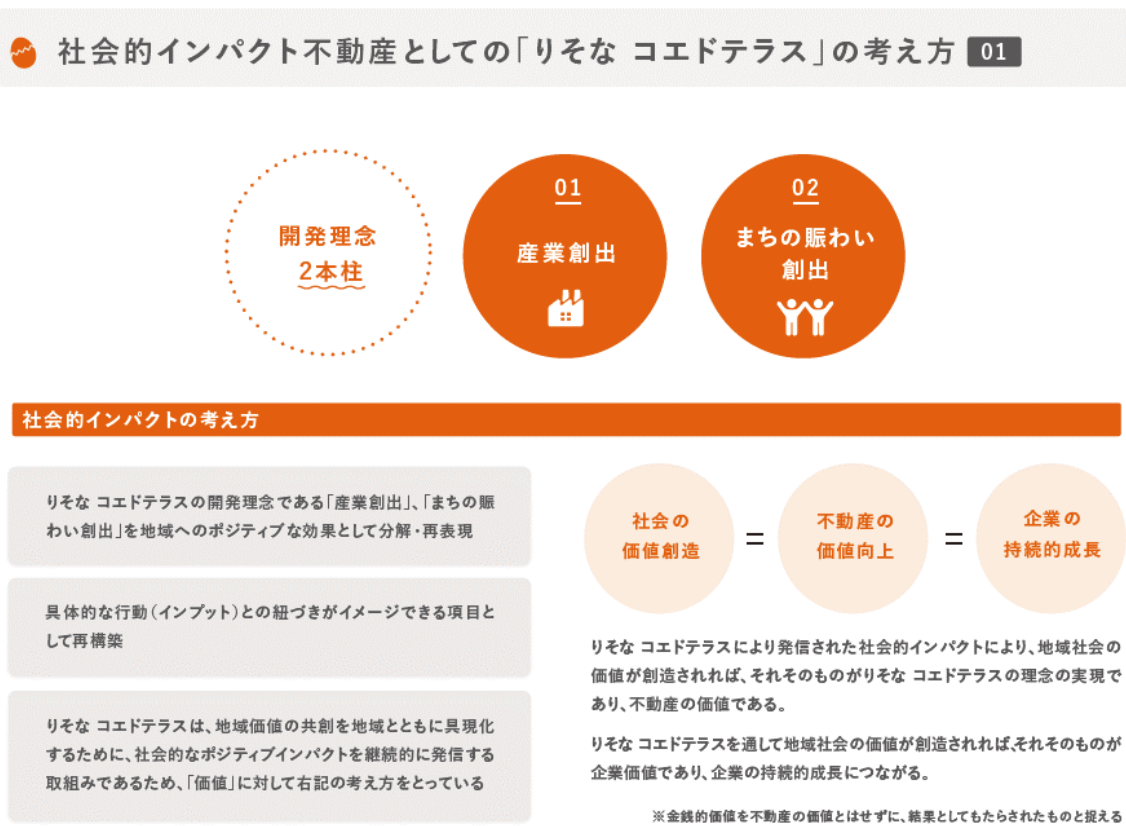 社会的インパクト不動産としての「りそな コエドテラス」の考え方 01
開発理念
2本柱
01
産業創出
02
まちの賑わい
創出
社会的インパクトの考え方
りそな コエドテラスの開発理念である「産業創出」、「まちの賑
わい創出」を地域へのポジティブな効果として分解・再表現
具体的な行動（インプット）との紐づきがイメージできる項目と
して再構築
りそな コエドテラスは、地域価値の共創を地域とともに具現化
するために、社会的なポジティブインパクトを継続的に発信する
取組みであるため、「価値」に対して右記の考え方をとっている
社会の
価値創造
=
不動産の
価値向上
=
企業の
持続的成長
りそな コエドテラスにより発信された社会的インパクトにより、地域社会の
価値が創造されれば、それそのものがりそな コエドテラスの理念の実現で
あり、不動産の価値である。
りそな コエドテラスを通して地域社会の価値が創造されれば、それそのものが
企業価値であり、企業の持続的成長につながる。
※金銭的価値を不動産の価値とはせずに、結果としてもたらされたものと捉える